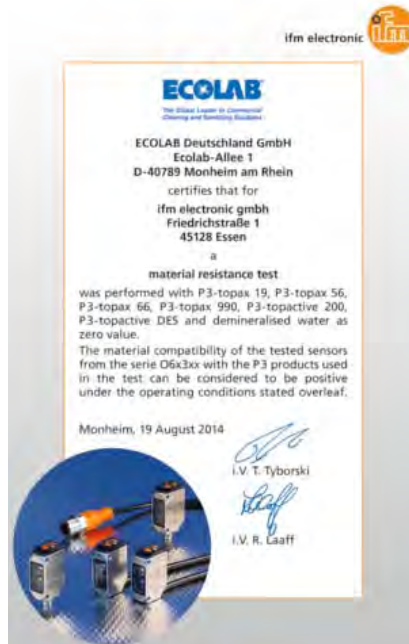 ifm electronic
ifm
ECOLAB
The Global Leader in Commercial
Cleaning and Sanitizing Solutions
ECOLAB Deutschland GmbH
Ecolab-Allee 1
D-40789 Monheim am Rhein
certifies that for
ifm electronic gmbh
Friedrichstraße 1
45128 Essen
a
material resistance test
was performed with P3-topax 19, P3-topax 56,
P3-topax 66, P3-topax 990, P3-topactive 200,
P3-topactive DES and demineralised water as
zero value.
The material compatibility of the tested sensors
from the serie O6x3xx with the P3 products used
in the test can be considered to be positive
under the operating conditions stated overleaf.
Monheim, 19 August 2014
i.V. T. Tyborski
i.V. R. Laaff